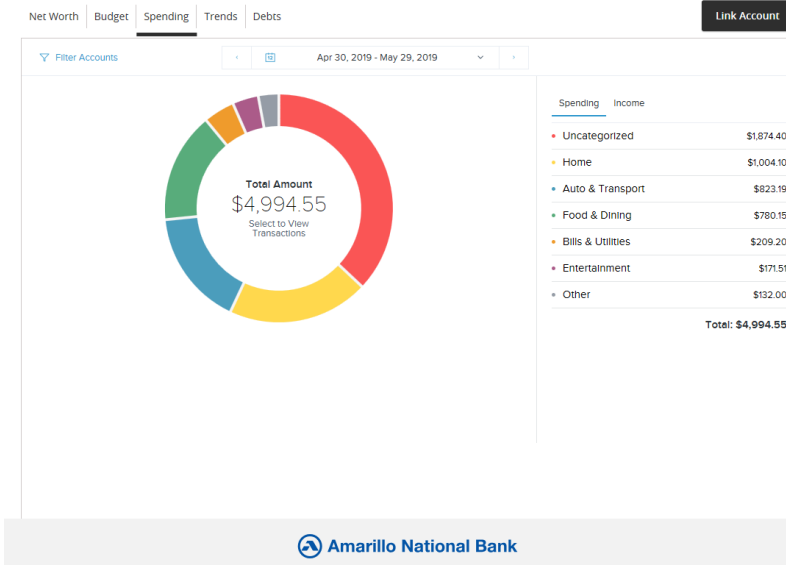 Net Worth Budget Spending Trends Debts Link Account
Filter Accounts
12 Apr 30, 2019 - May 29, 2019
Total Amount
$4,994.55
Select to View
Transactions
Spending Income
Uncategorized $1,874.40
Home $1,004.10
Auto & Transport $823.19
Food & Dining $780.15
Bills & Utilities $209.20
Entertainment $171.51
Other $132.00
Total: $4,994.55
Amarillo National Bank